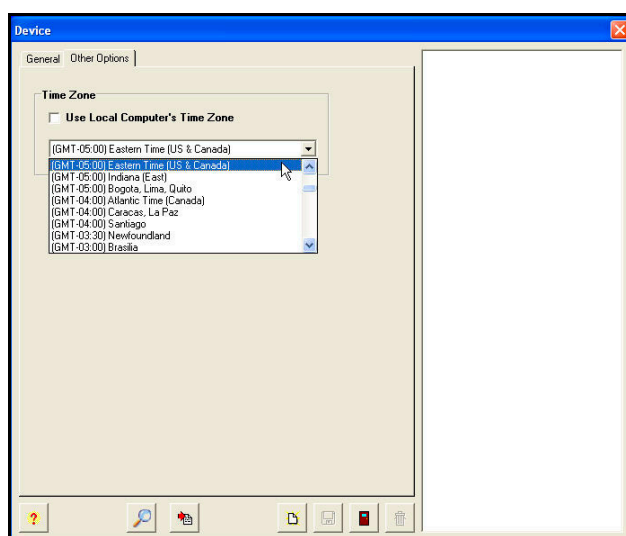 Device
General Other Options
Time Zone
Use Local Computer's Time Zone
(GMT-05:00) Eastern Time (US & Canada)
(GMT-05:00) Eastern Time (US & Canada)
(GMT-05:00) Indiana (East)
(GMT-05:00) Bogota, Lima, Quito
(GMT-04:00) Atlantic Time (Canada)
(GMT-04:00) Caracas, La Paz
(GMT-04:00) Santiago
(GMT-03:30) Newfoundland
(GMT-03:00) Brasilia
?